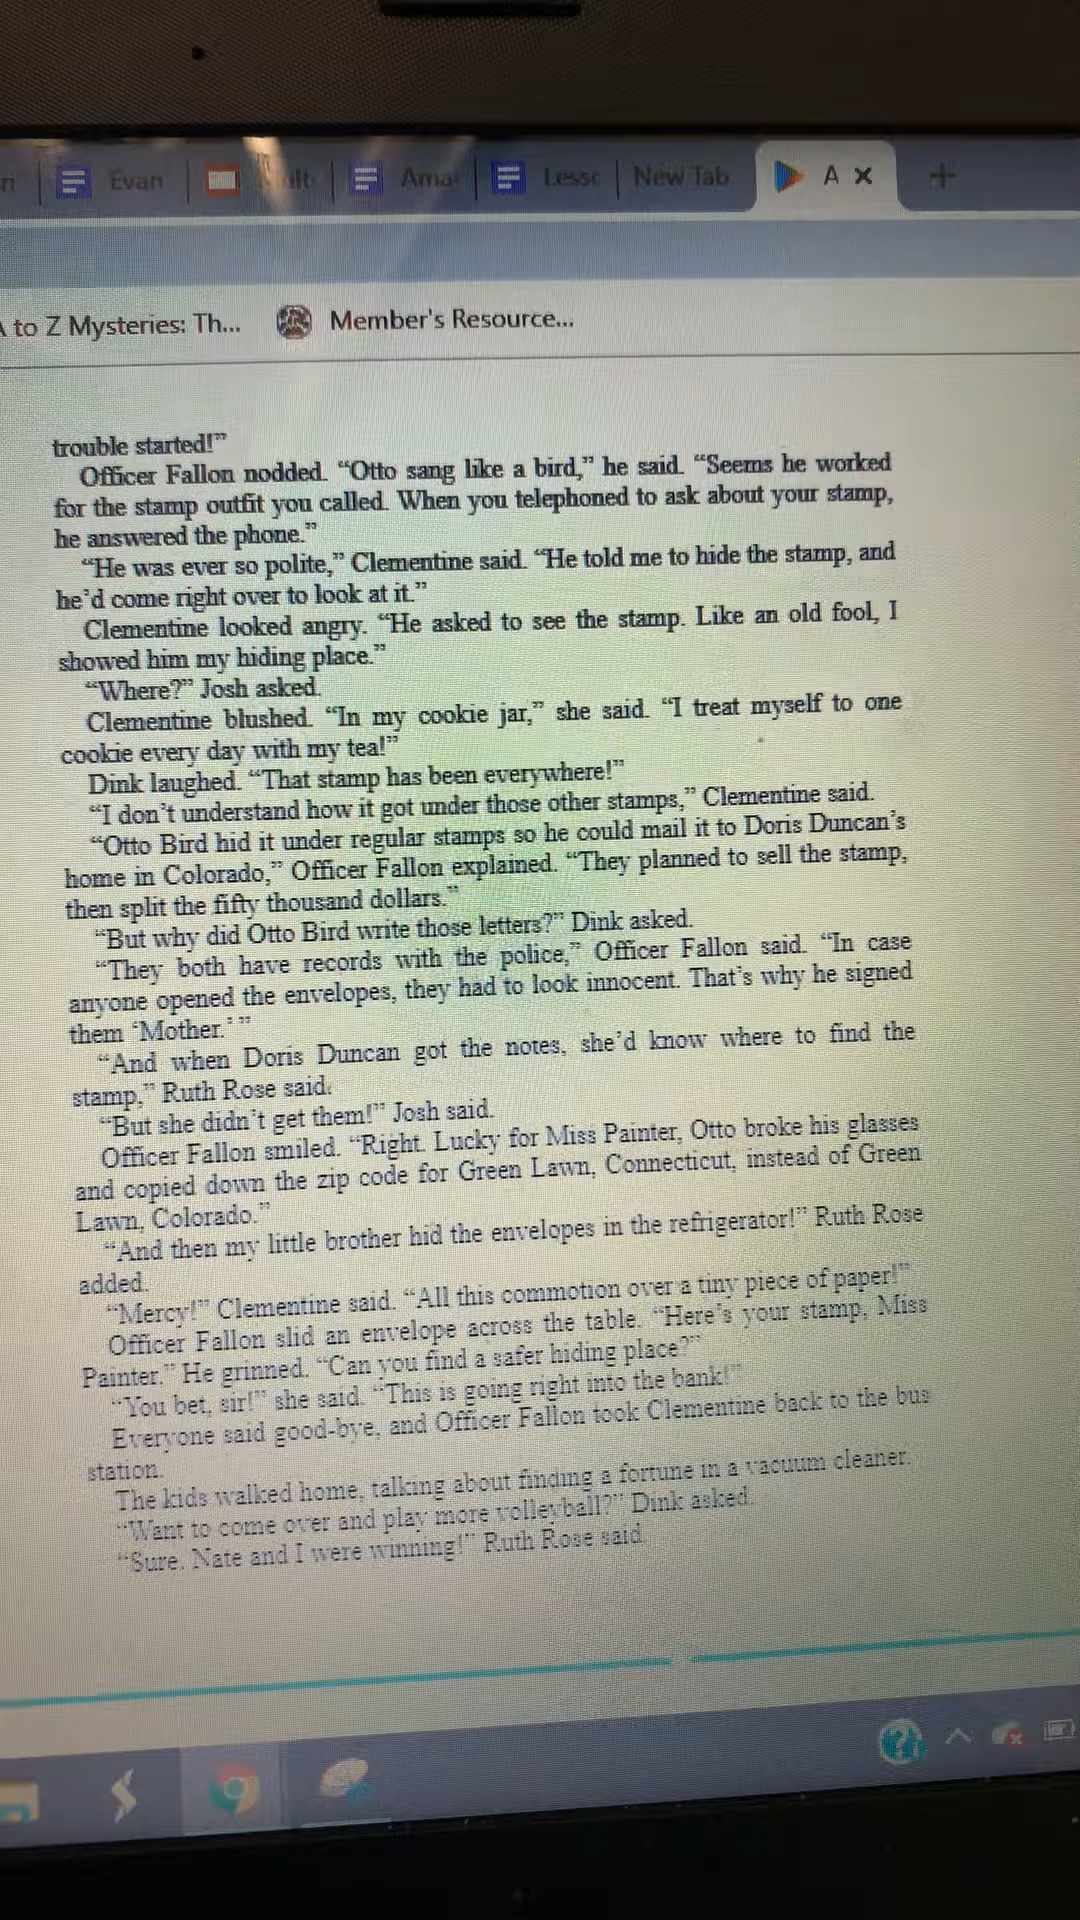 Evan
Ama
Lessc
New Tab
A
to Z Mysteries: Th...
Member's Resource...
trouble started!”
Officer Fallon nodded. “Otto sang like a bird,” he said. “Seems he worked
for the stamp outfit you called. When you telephoned to ask about your stamp,
he answered the phone.”
“He was ever so polite,” Clementine said. “He told me to hide the stamp, and
he’d come right over to look at it.”
Clementine looked angry. “He asked to see the stamp. Like an old fool, I
showed him my hiding place.”
“Where?” Josh asked.
Clementine blushed. “In my cookie jar,” she said. “I treat myself to one
cookie every day with my tea!”
Dink laughed. “That stamp has been everywhere!”
“I don’t understand how it got under those other stamps,” Clementine said.
“Otto Bird hid it under regular stamps so he could mail it to Doris Duncan’s
home in Colorado,” Officer Fallon explained. “They planned to sell the stamp,
then split the fifty thousand dollars.”
“But why did Otto Bird write those letters?” Dink asked.
“They both have records with the police,” Officer Fallon said. “In case
anyone opened the envelopes, they had to look innocent. That’s why he signed
them ‘Mother.’ ”
“And when Doris Duncan got the notes, she’d know where to find the
stamp,” Ruth Rose said.
“But she didn’t get them!” Josh said.
Officer Fallon smiled. “Right. Lucky for Miss Painter, Otto broke his glasses
and copied down the zip code for Green Lawn, Connecticut, instead of Green
Lawn, Colorado.”
“And then my little brother hid the envelopes in the refrigerator!” Ruth Rose
added.
“Mercy!” Clementine said. “All this commotion over a tiny piece of paper!”
Officer Fallon slid an envelope across the table. “Here’s your stamp, Miss
Painter.” He grinned. “Can you find a safer hiding place?”
“You bet, sir!” she said. “This is going right into the bank!”
Everyone said good-bye, and Officer Fallon took Clementine back to the bus
station.
The kids walked home, talking about finding a fortune in a vacuum cleaner.
“Want to come over and play more volleyball?” Dink asked.
“Sure. Nate and I were winning!” Ruth Rose said.